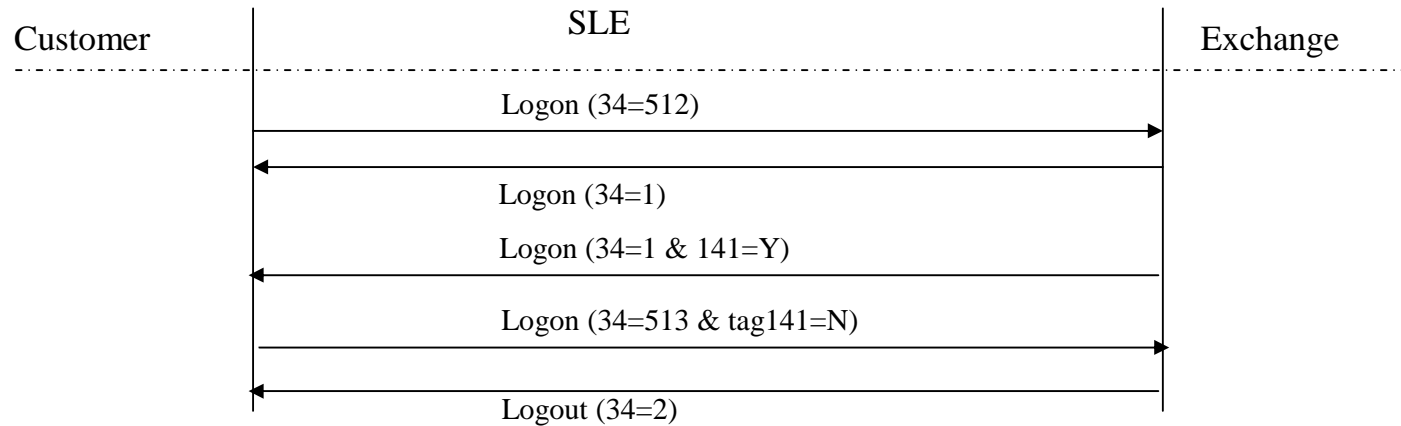 Customer
SLE
Exchange
Logon (34=512)
Logon (34=1)
Logon (34=1 & 141=Y)
Logon (34=513 & tag141=N)
Logout (34=2)